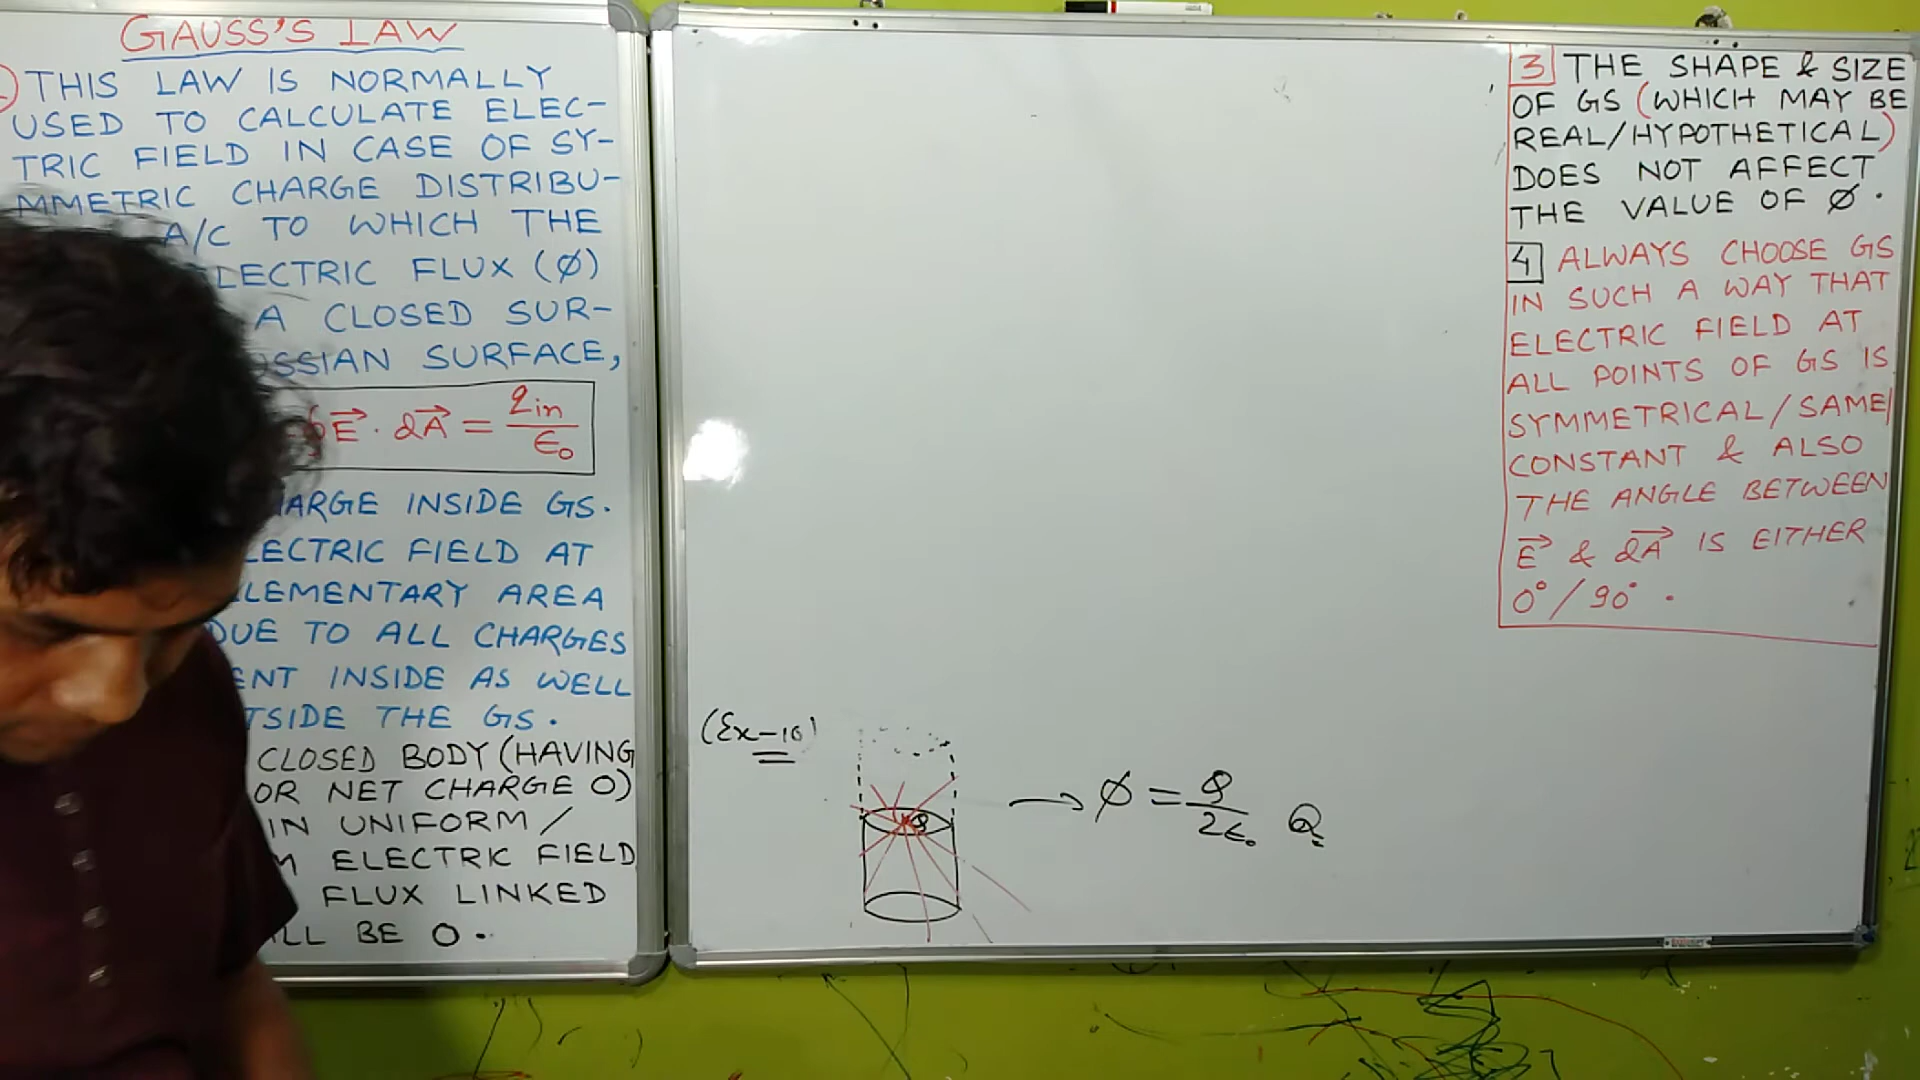 GAUSS'S LAW
THIS LAW IS NORMALLY
USED TO CALCULATE ELEC-
TRIC FIELD IN CASE OF SY-
MMETRIC CHARGE DISTRIBU-
A/C TO WHICH THE
LECTRIC FLUX (Ø)
A CLOSED SUR-
SSIAN SURFACE,
∮E⃗ . dA⃗ = qin/ε₀
ARGE INSIDE GS.
LECTRIC FIELD AT
LEMENTARY AREA
DUE TO ALL CHARGES
ENT INSIDE AS WELL
TSIDE THE GS.
CLOSED BODY (HAVING
OR NET CHARGE 0)
IN UNIFORM /
M ELECTRIC FIELD
FLUX LINKED
LL BE 0.
(Ex-10)
Q
→ Ø = Q/2ε₀ Q
3 THE SHAPE & SIZE
OF GS (WHICH MAY BE
REAL/HYPOTHETICAL)
DOES NOT AFFECT
THE VALUE OF Ø.
4 ALWAYS CHOOSE GS
IN SUCH A WAY THAT
ELECTRIC FIELD AT
ALL POINTS OF GS IS
SYMMETRICAL/SAME/
CONSTANT & ALSO
THE ANGLE BETWEEN
E⃗ & dA⃗ IS EITHER
0°/90°.